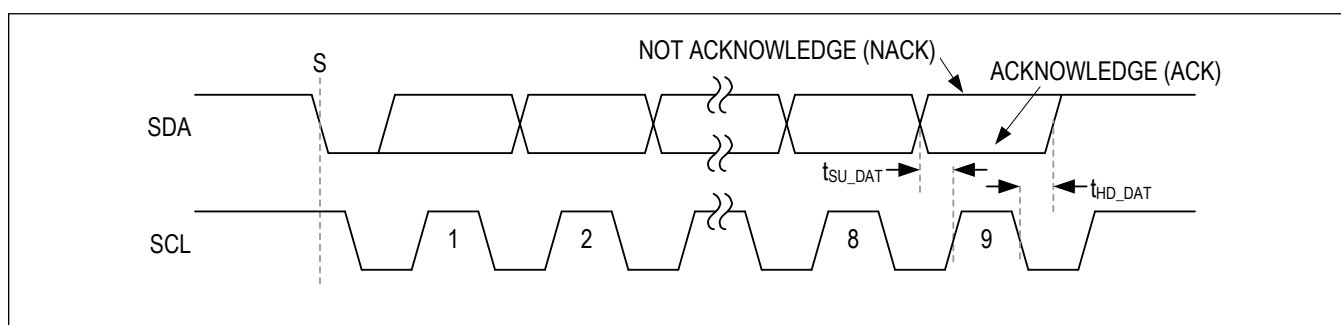 NOT ACKNOWLEDGE (NACK)
S
ACKNOWLEDGE (ACK)
SDA
tSU_DAT
tHD_DAT
SCL
1
2
8
9